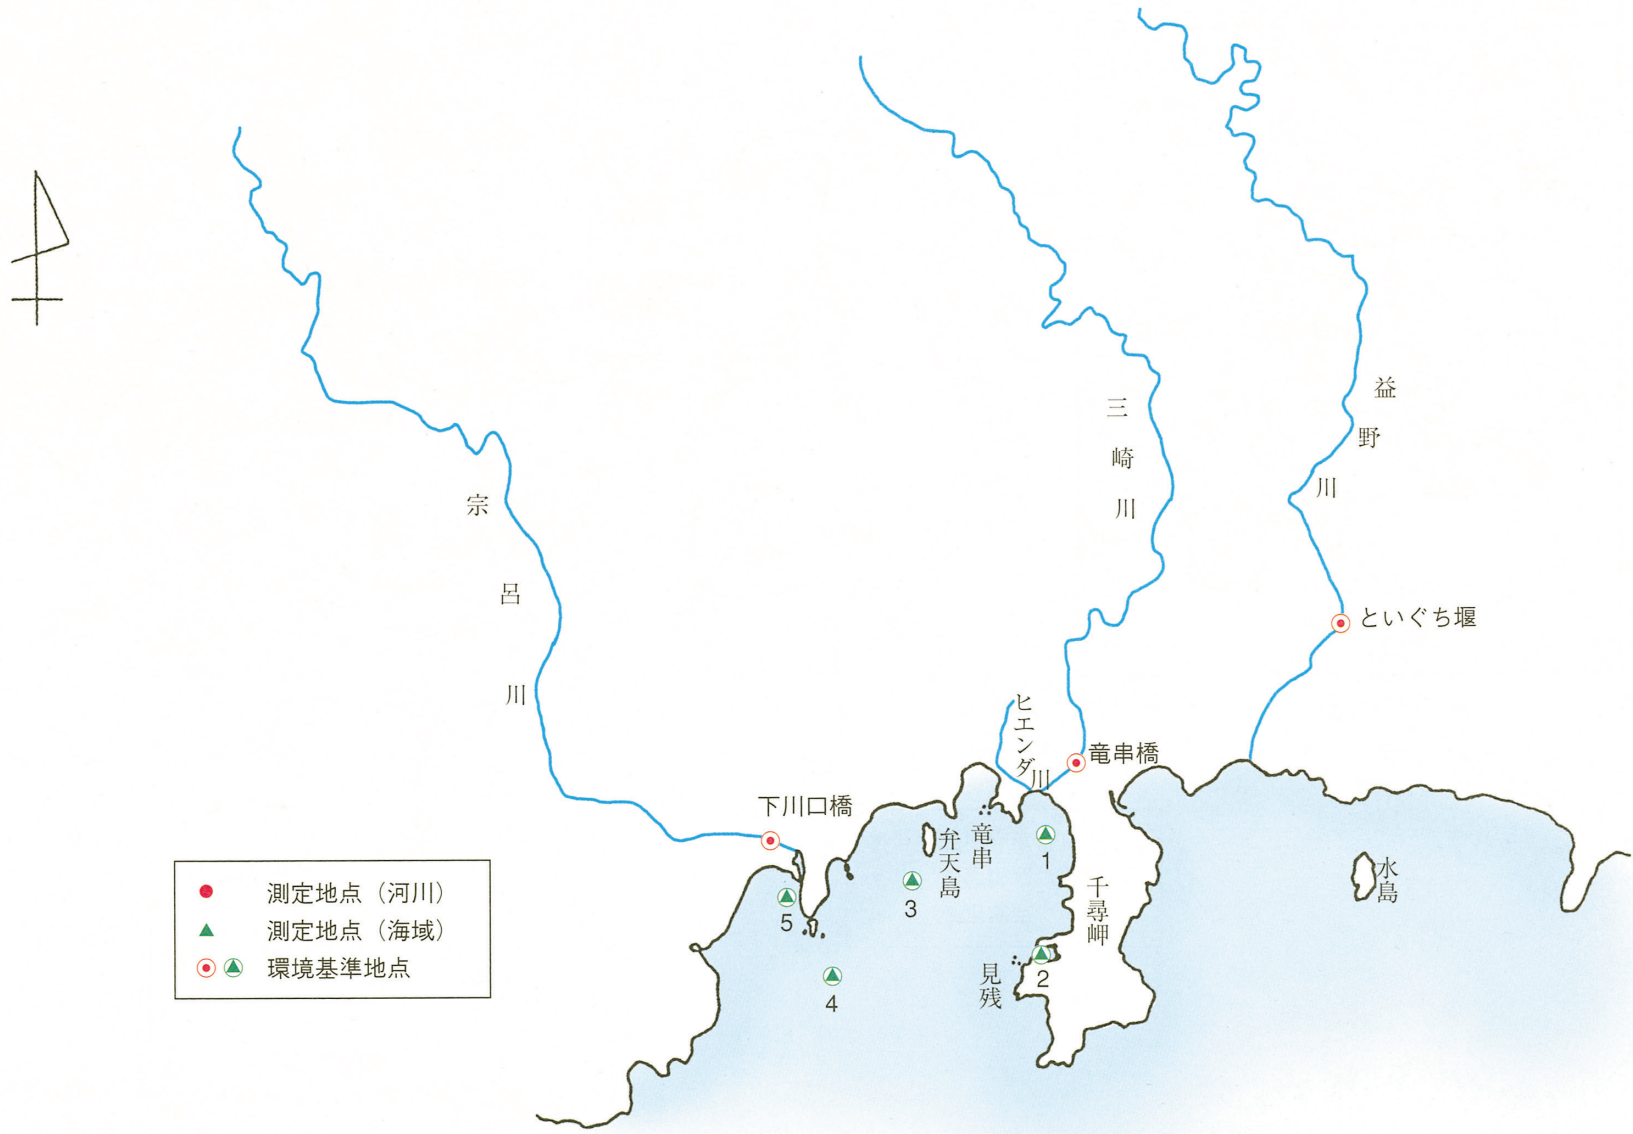 益野川
三崎川
宗呂川
といぐち堰
ヒエンダ川
竜串橋
下川口橋
竜串
弁天島
1
千尋岬
水島
3
5
見残
2
4
測定地点（河川）
測定地点（海域）
環境基準地点